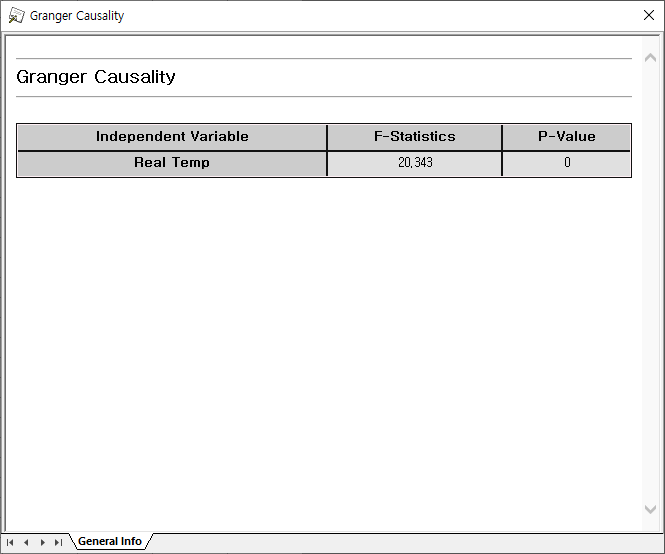 Granger Causality
Granger Causality
Independent Variable F-Statistics P-Value
Real Temp 20,343 0
General Info